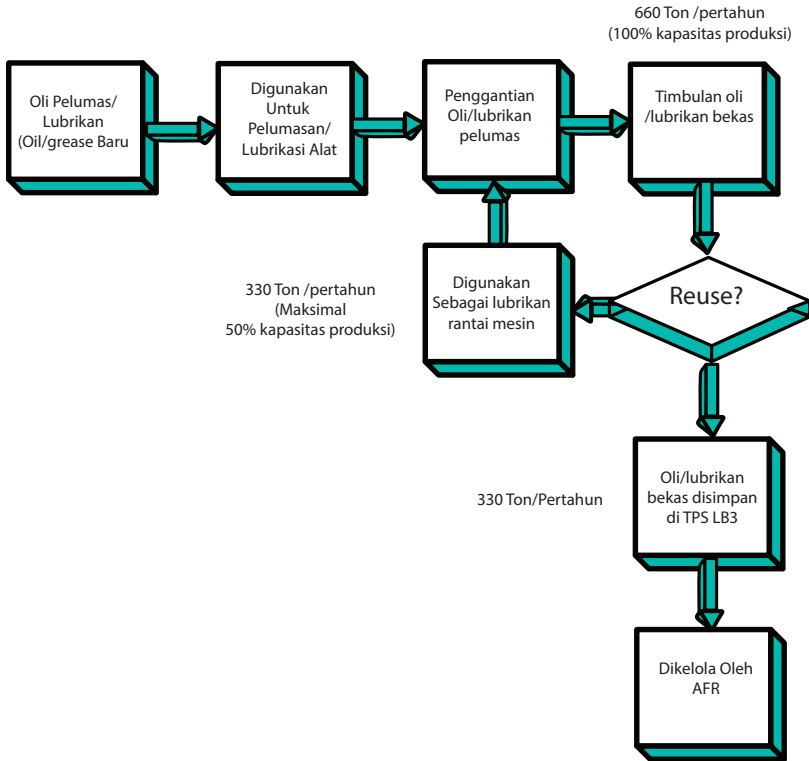 660 Ton /pertahun
(100% kapasitas produksi)
Oli Pelumas/
Lubrikan
(Oil/grease Baru
Digunakan
Untuk
Pelumasan/
Lubrikasi Alat
Penggantian
Oli/lubrikan
pelumas
Timbulan oli
/lubrikan bekas
330 Ton /pertahun
(Maksimal
50% kapasitas produksi)
Digunakan
Sebagai lubrikan
rantai mesin
Reuse?
330 Ton/Pertahun
Oli/lubrikan
bekas disimpan
di TPS LB3
Dikelola Oleh
AFR